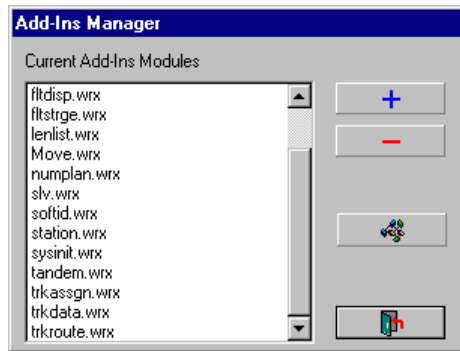 Add-Ins Manager
Current Add-Ins Modules
fltdisp.wrx
fltstrge.wrx
lenlist.wrx
Move.wrx
numplan.wrx
slv.wrx
softid.wrx
station.wrx
sysinit.wrx
tandem.wrx
trkassgn.wrx
trkdata.wrx
trkroute.wrx